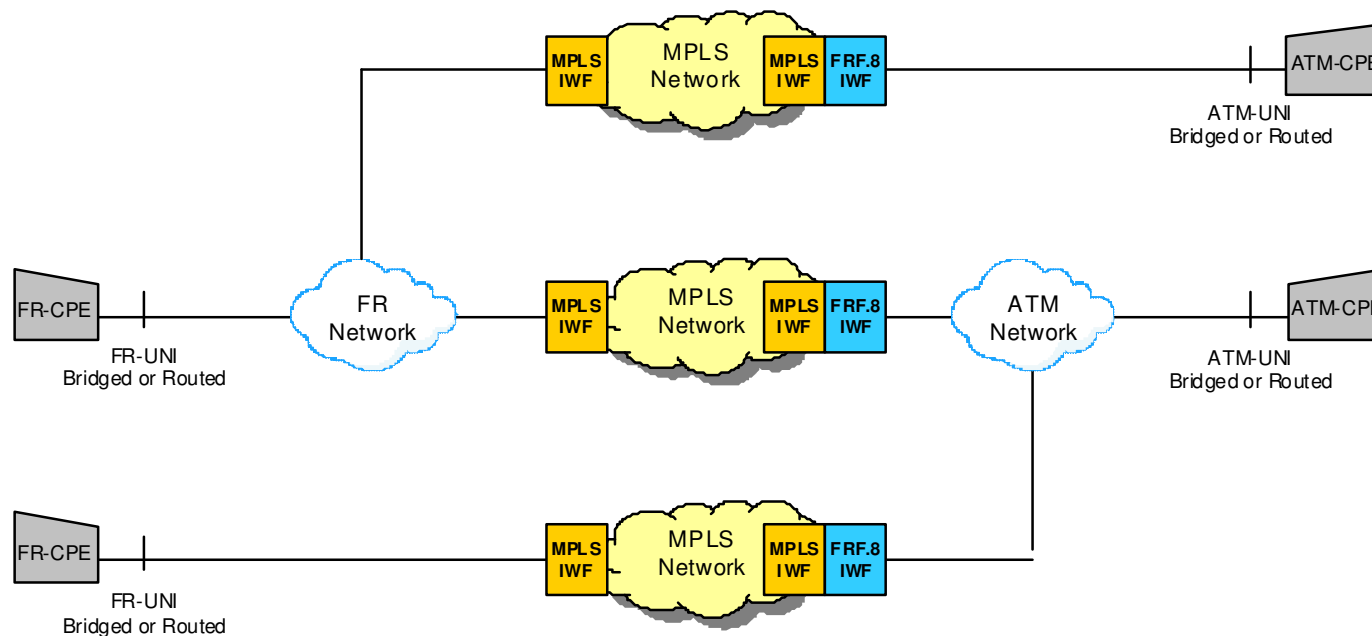 MPLS
IWF
MPLS
Network
MPLS
IWF
FRF.8
IWF
ATM-CPE
ATM-UNI
Bridged or Routed
FR-CPE
FR-UNI
Bridged or Routed
FR
Network
MPLS
IWF
MPLS
Network
MPLS
IWF
FRF.8
IWF
ATM
Network
ATM-UNI
Bridged or Routed
ATM-CPE
FR-CPE
FR-UNI
Bridged or Routed
MPLS
IWF
MPLS
Network
MPLS
IWF
FRF.8
IWF